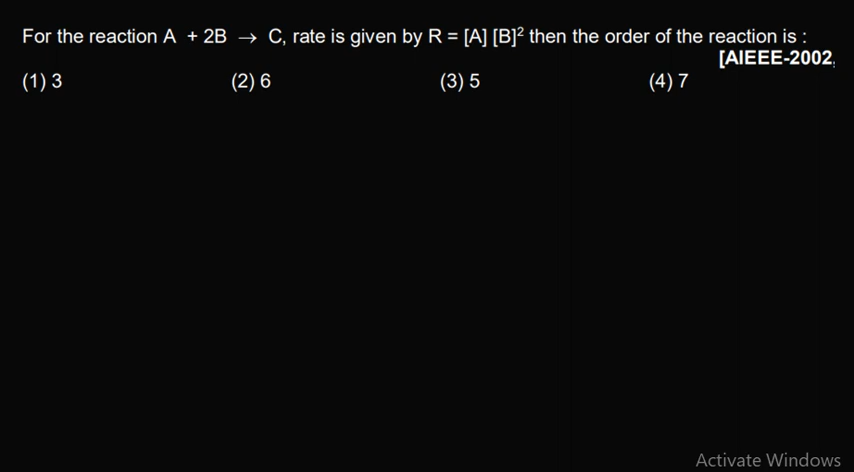 For the reaction A + 2B → C, rate is given by R = [A] [B]² then the order of the reaction is :
[AIEEE-2002,
(1) 3 (2) 6 (3) 5 (4) 7
Activate Windows